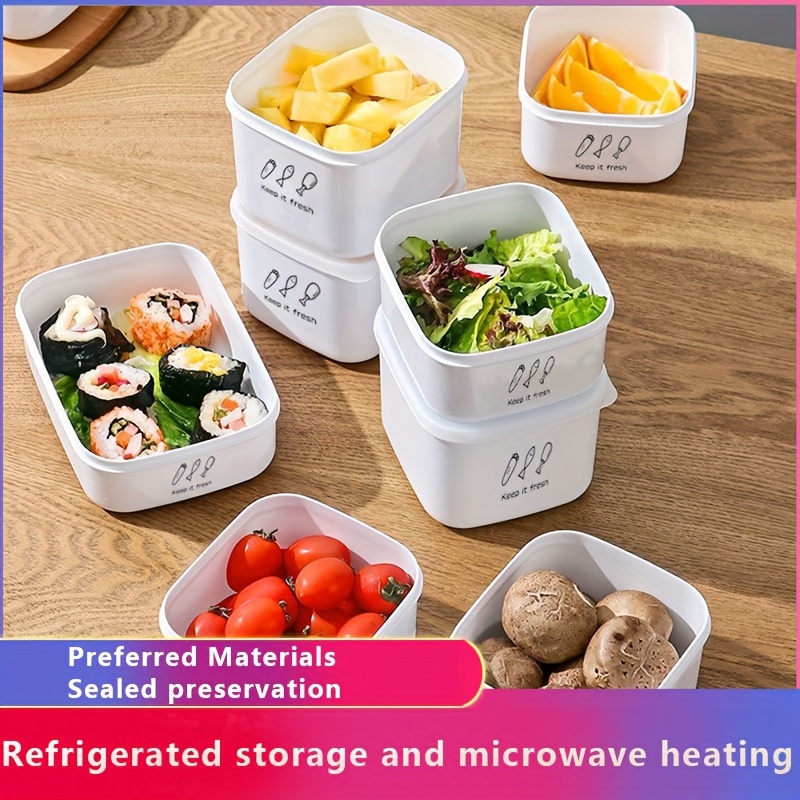 Keep it fresh
Keep it fresh
Keep it fresh
Keep it fresh
Keep it fresh
Keep it fresh
Preferred Materials
Sealed preservation
Refrigerated storage and microwave heating